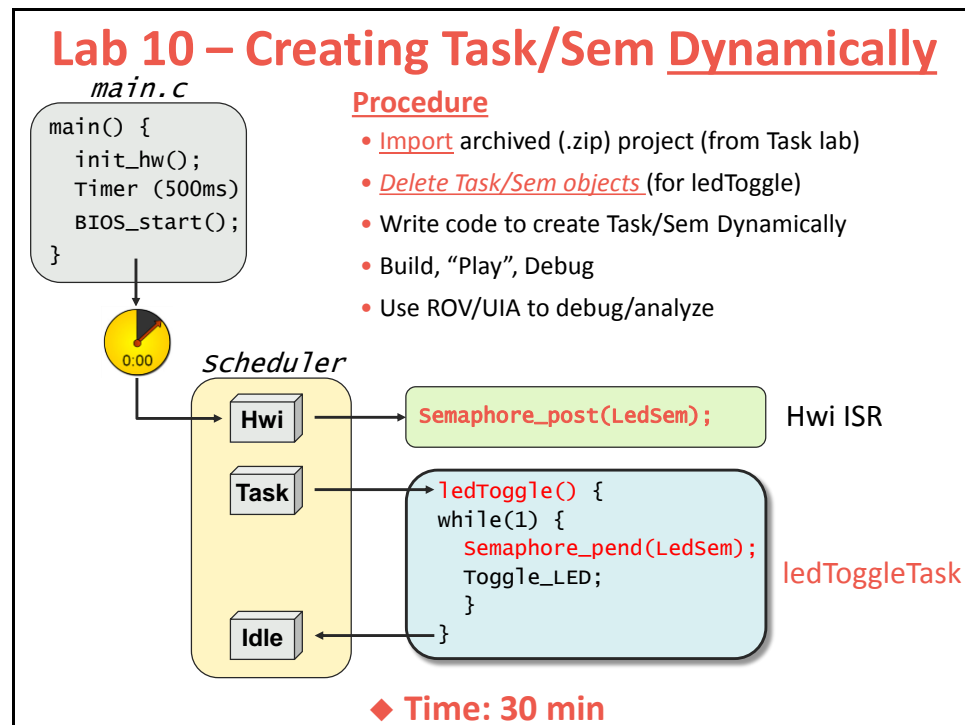 Lab 10 – Creating Task/Sem Dynamically
main.c
main() {
init_hw();
Timer (500ms)
BIOS_start();
}
Procedure
• Import archived (.zip) project (from Task lab)
• Delete Task/Sem objects (for ledToggle)
• Write code to create Task/Sem Dynamically
• Build, “Play”, Debug
• Use ROV/UIA to debug/analyze
0:00
Scheduler
Hwi
Semaphore_post(LedSem);
Hwi ISR
Task
ledToggle() {
while(1) {
Semaphore_pend(LedSem);
Toggle_LED;
}
}
ledToggleTask
Idle
◆ Time: 30 min